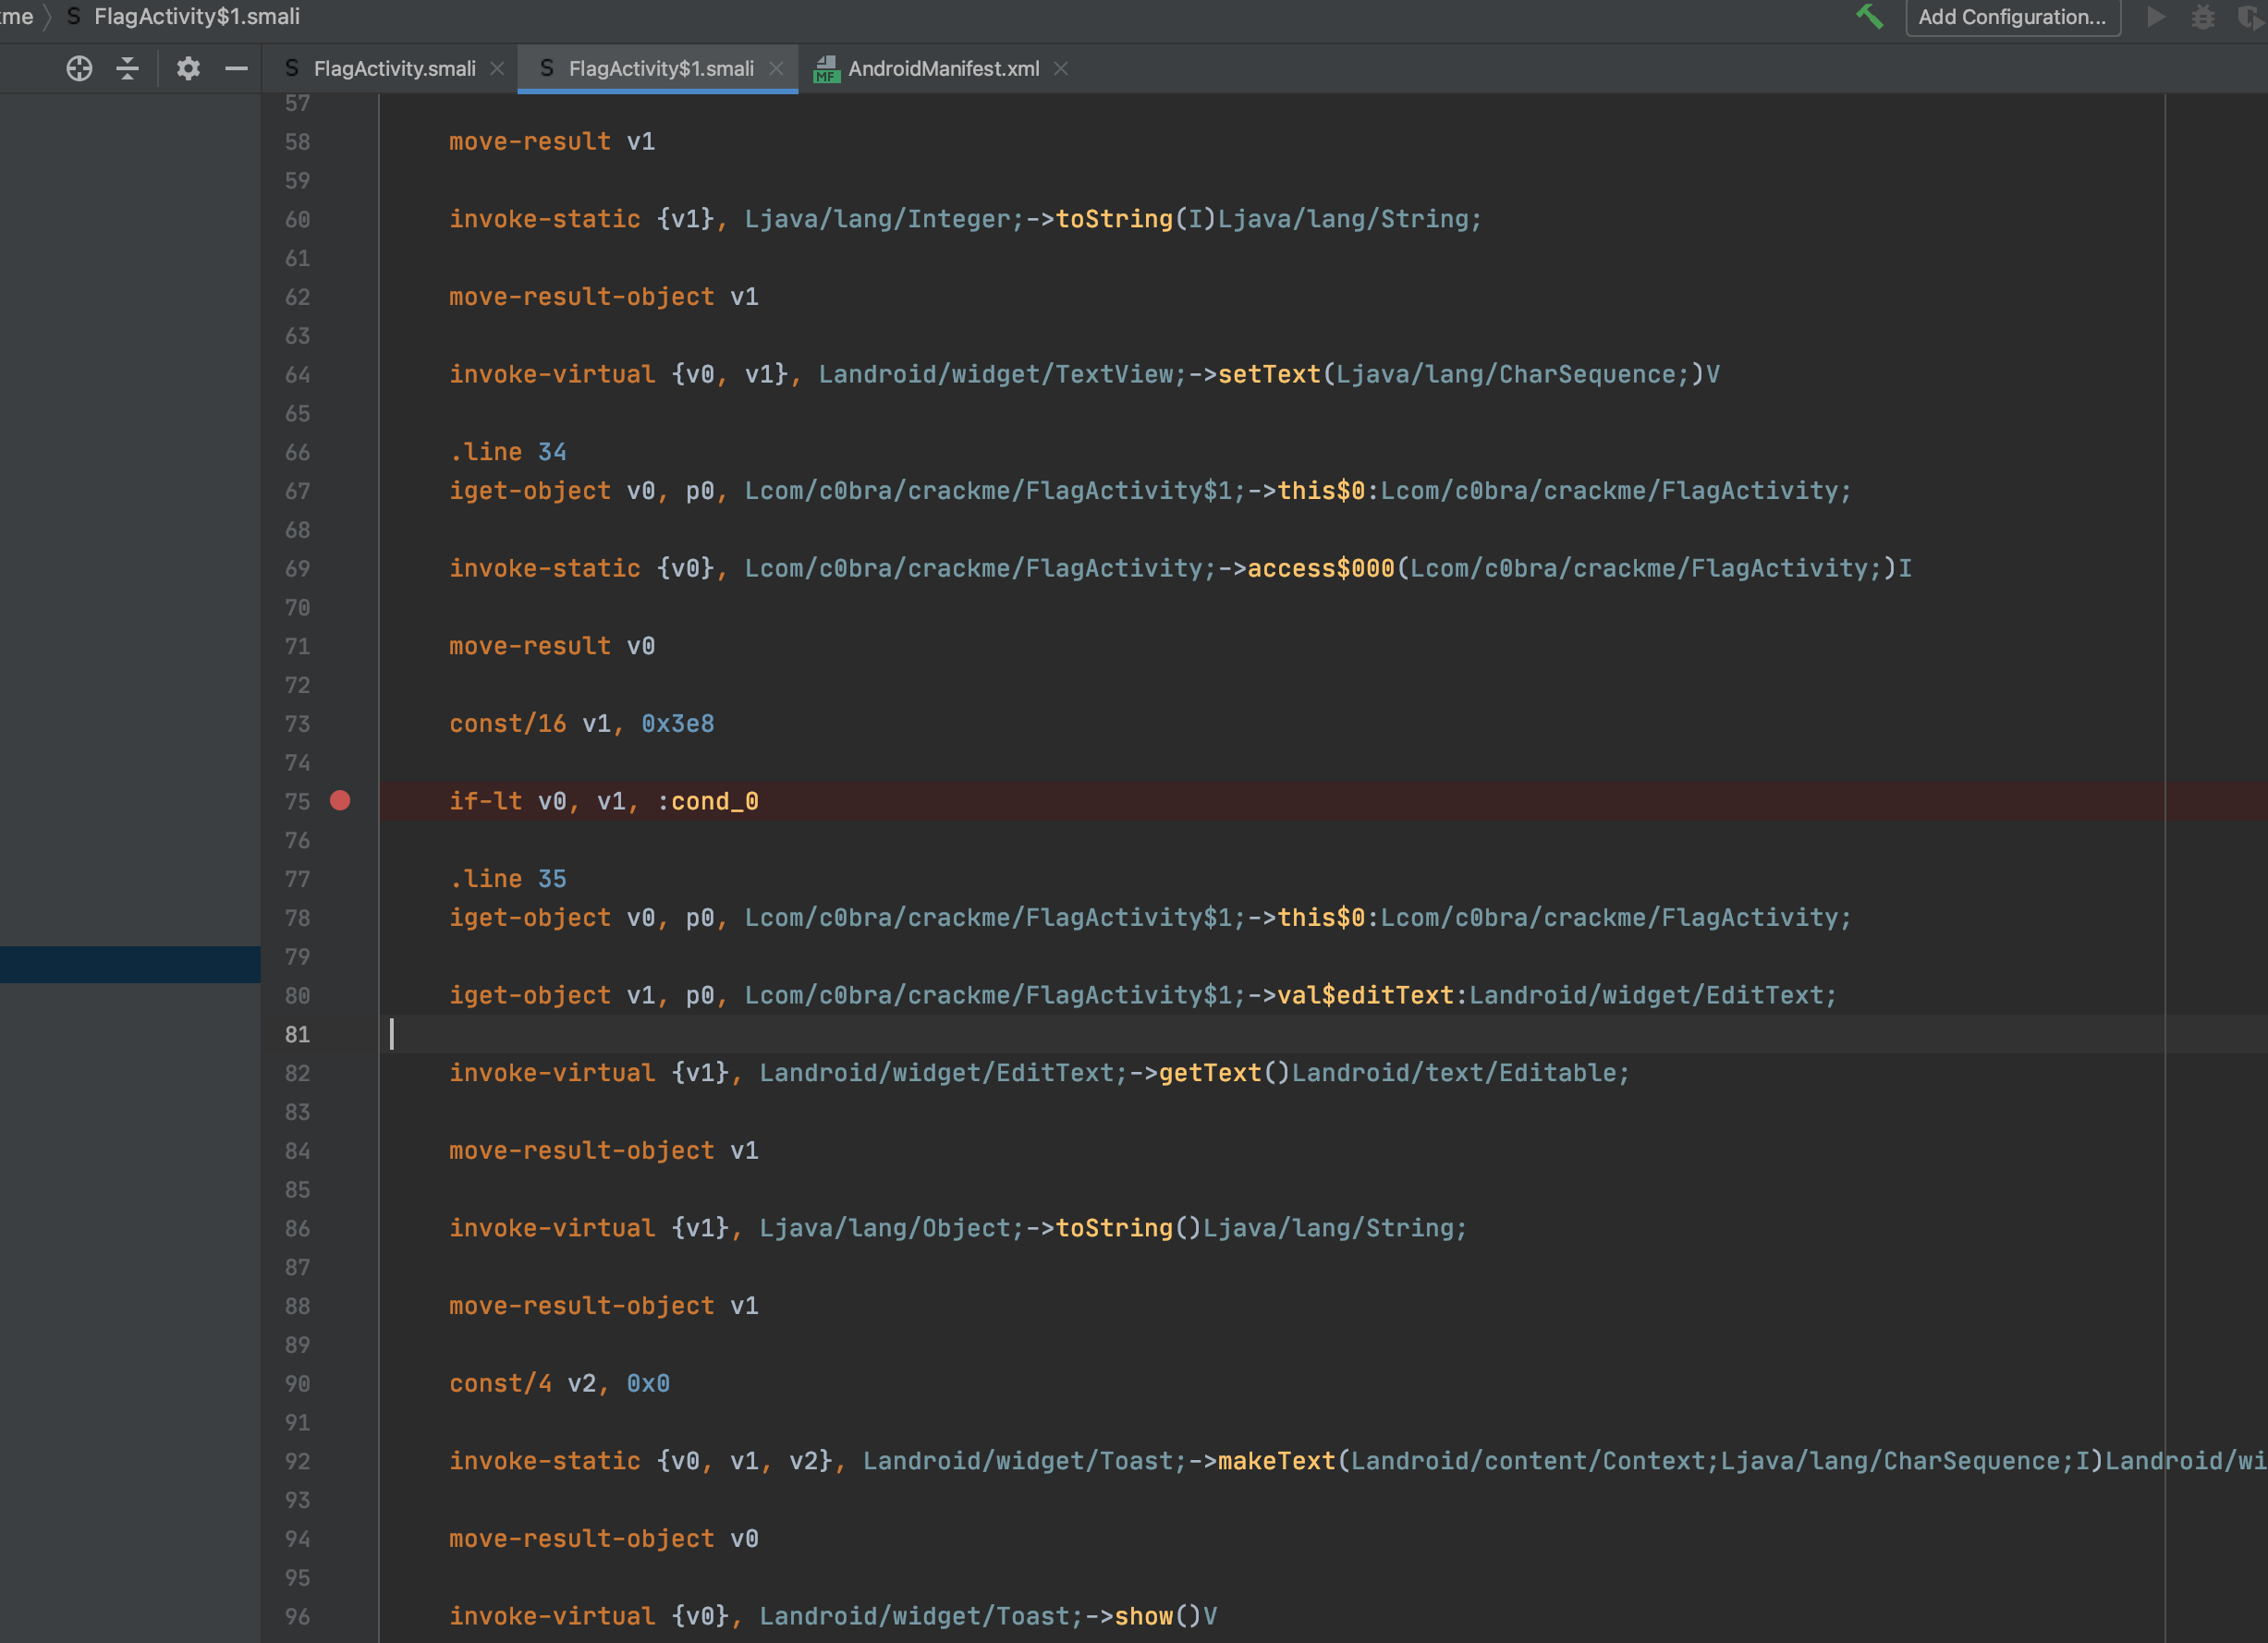 me FlagActivity$1.smali Add Configuration...
FlagActivity.smali FlagActivity$1.smali AndroidManifest.xml
57
58 move-result v1
59
60 invoke-static {v1}, Ljava/lang/Integer;->toString(I)Ljava/lang/String;
61
62 move-result-object v1
63
64 invoke-virtual {v0, v1}, Landroid/widget/TextView;->setText(Ljava/lang/CharSequence;)V
65
66 .line 34
67 iget-object v0, p0, Lcom/c0bra/crackme/FlagActivity$1;->this$0:Lcom/c0bra/crackme/FlagActivity;
68
69 invoke-static {v0}, Lcom/c0bra/crackme/FlagActivity;->access$000(Lcom/c0bra/crackme/FlagActivity;)I
70
71 move-result v0
72
73 const/16 v1, 0x3e8
74
75 if-lt v0, v1, :cond_0
76
77 .line 35
78 iget-object v0, p0, Lcom/c0bra/crackme/FlagActivity$1;->this$0:Lcom/c0bra/crackme/FlagActivity;
79
80 iget-object v1, p0, Lcom/c0bra/crackme/FlagActivity$1;->val$editText:Landroid/widget/EditText;
81
82 invoke-virtual {v1}, Landroid/widget/EditText;->getText()Landroid/text/Editable;
83
84 move-result-object v1
85
86 invoke-virtual {v1}, Ljava/lang/Object;->toString()Ljava/lang/String;
87
88 move-result-object v1
89
90 const/4 v2, 0x0
91
92 invoke-static {v0, v1, v2}, Landroid/widget/Toast;->makeText(Landroid/content/Context;Ljava/lang/CharSequence;I)Landroid/wi
93
94 move-result-object v0
95
96 invoke-virtual {v0}, Landroid/widget/Toast;->show()V